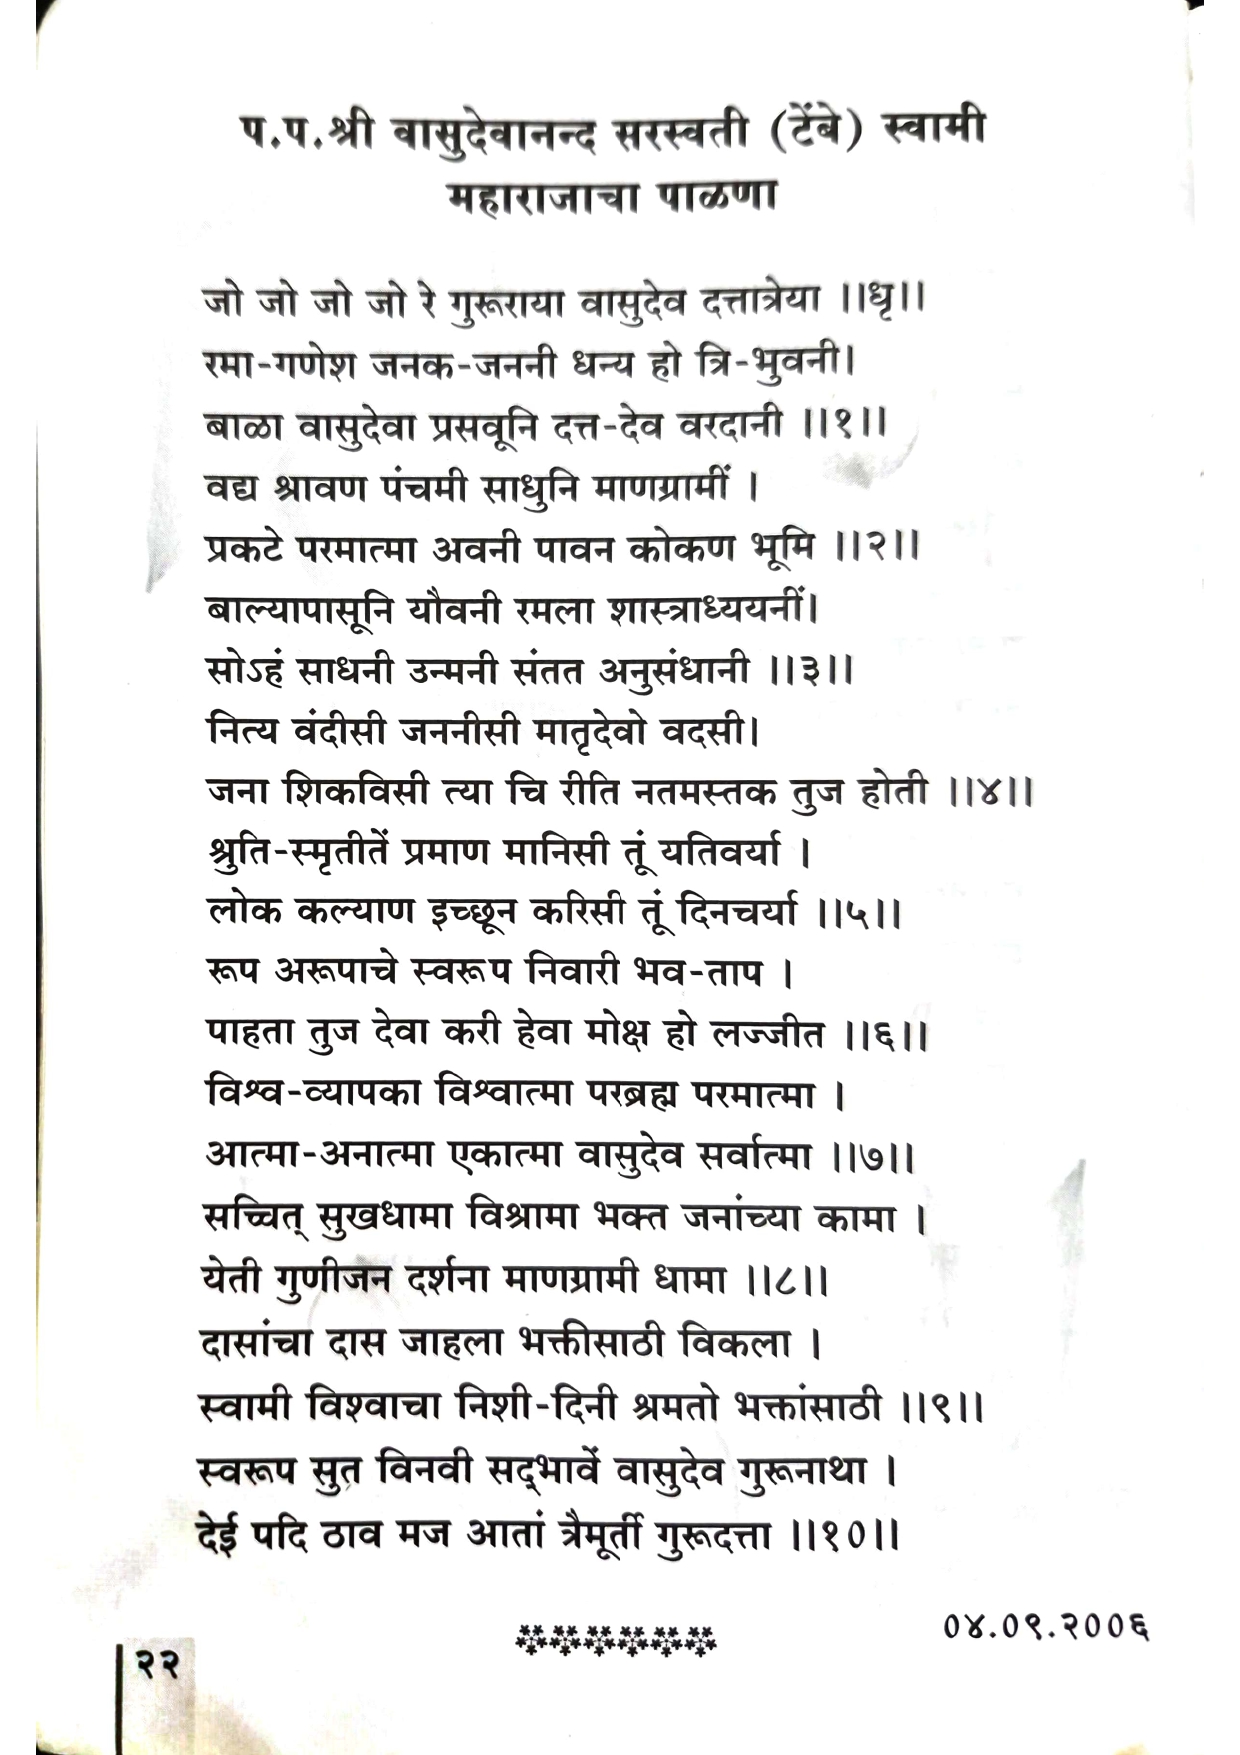 प.प.श्री वासुदेवानन्द सरस्वती (टेंबे) स्वामी
महाराजाचा पाळणा
जो जो जो जो रे गुरूराया वासुदेव दत्तात्रेया ।।धृ।।
रमा-गणेश जनक-जननी धन्य हो त्रि-भुवनी।
बाळा वासुदेवा प्रसवूनि दत्त-देव वरदानी ।।१।।
वद्य श्रावण पंचमी साधुनि माणग्रामीं ।
प्रकटे परमात्मा अवनी पावन कोकण भूमि ।।२।।
बाल्यापासूनि यौवनी रमला शास्त्राध्ययनीं।
सोऽहं साधनी उन्मनी संतत अनुसंधानी ।।३।।
नित्य वंदीसी जननीसी मातृदेवो वदसी।
जना शिकविसी त्या चि रीति नतमस्तक तुज होती ।।४।।
श्रुति-स्मृतीतें प्रमाण मानिसी तूं यतिवर्या ।
लोक कल्याण इच्छून करिसी तूं दिनचर्या ।।५।।
रूप अरूपाचे स्वरूप निवारी भव-ताप ।
पाहता तुज देवा करी हेवा मोक्ष हो लज्जीत ।।६।।
विश्व-व्यापका विश्वात्मा परब्रह्म परमात्मा ।
आत्मा-अनात्मा एकात्मा वासुदेव सर्वात्मा ।।७।।
सच्चित् सुखधामा विश्रामा भक्त जनांच्या कामा ।
येती गुणीजन दर्शना माणग्रामी धामा ।।८।।
दासांचा दास जाहला भक्तीसाठी विकला ।
स्वामी विश्वाचा निशी-दिनी श्रमतो भक्तांसाठी ।।९।।
स्वरूप सुत विनवी सद्भावें वासुदेव गुरूनाथा ।
देई पदि ठाव मज आतां त्रैमूर्ती गुरूदत्ता ।।१०।।
०४.०९.२००६
२२